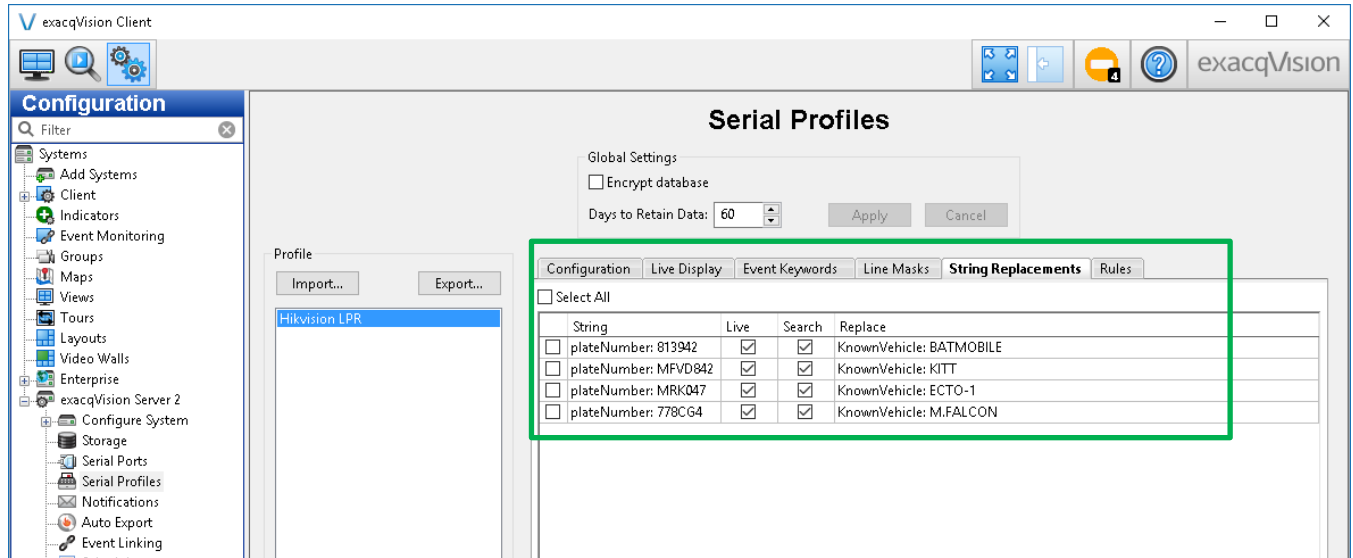 exacqVision Client
4
exacqVision
Configuration
Filter
Systems
Add Systems
Client
Indicators
Event Monitoring
Groups
Maps
Views
Tours
Layouts
Video Walls
Enterprise
exacqVision Server 2
Configure System
Storage
Serial Ports
Serial Profiles
Notifications
Auto Export
Event Linking
Serial Profiles
Global Settings
Encrypt database
Days to Retain Data: 60 Apply Cancel
Profile
Import... Export...
Hikvision LPR
Configuration Live Display Event Keywords Line Masks String Replacements Rules
Select All
String Live Search Replace
plateNumber: 813942 KnownVehicle: BATMOBILE
plateNumber: MFVD842 KnownVehicle: KITT
plateNumber: MRK047 KnownVehicle: ECTO-1
plateNumber: 778CG4 KnownVehicle: M.FALCON